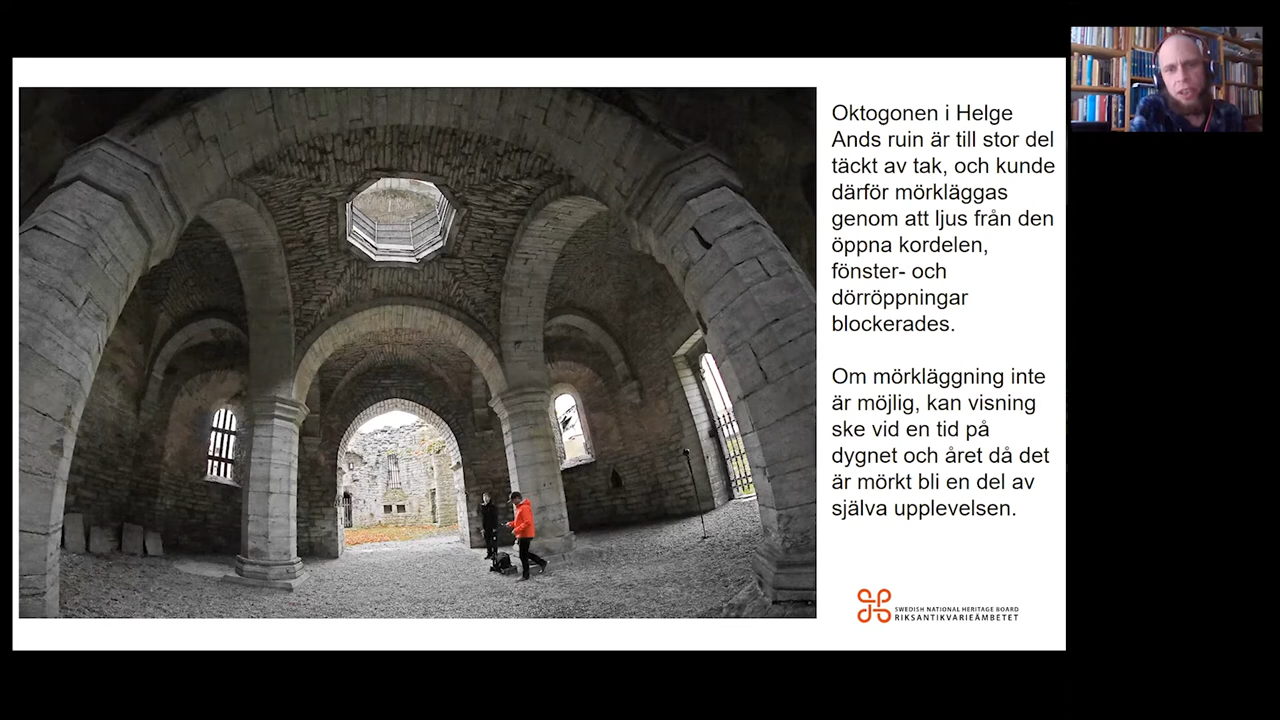 Oktogonen i Helge
Ands ruin är till stor del
täckt av tak, och kunde
därför mörkläggas
genom att ljus från den
öppna kordelen,
fönster- och
dörröppningar
blockerades.
Om mörkläggning inte
är möjlig, kan visning
ske vid en tid på
dygnet och året då det
är mörkt bli en del av
själva upplevelsen.
SWEDISH NATIONAL HERITAGE BOARD
RIKSANTIKVARIEÄMBETET